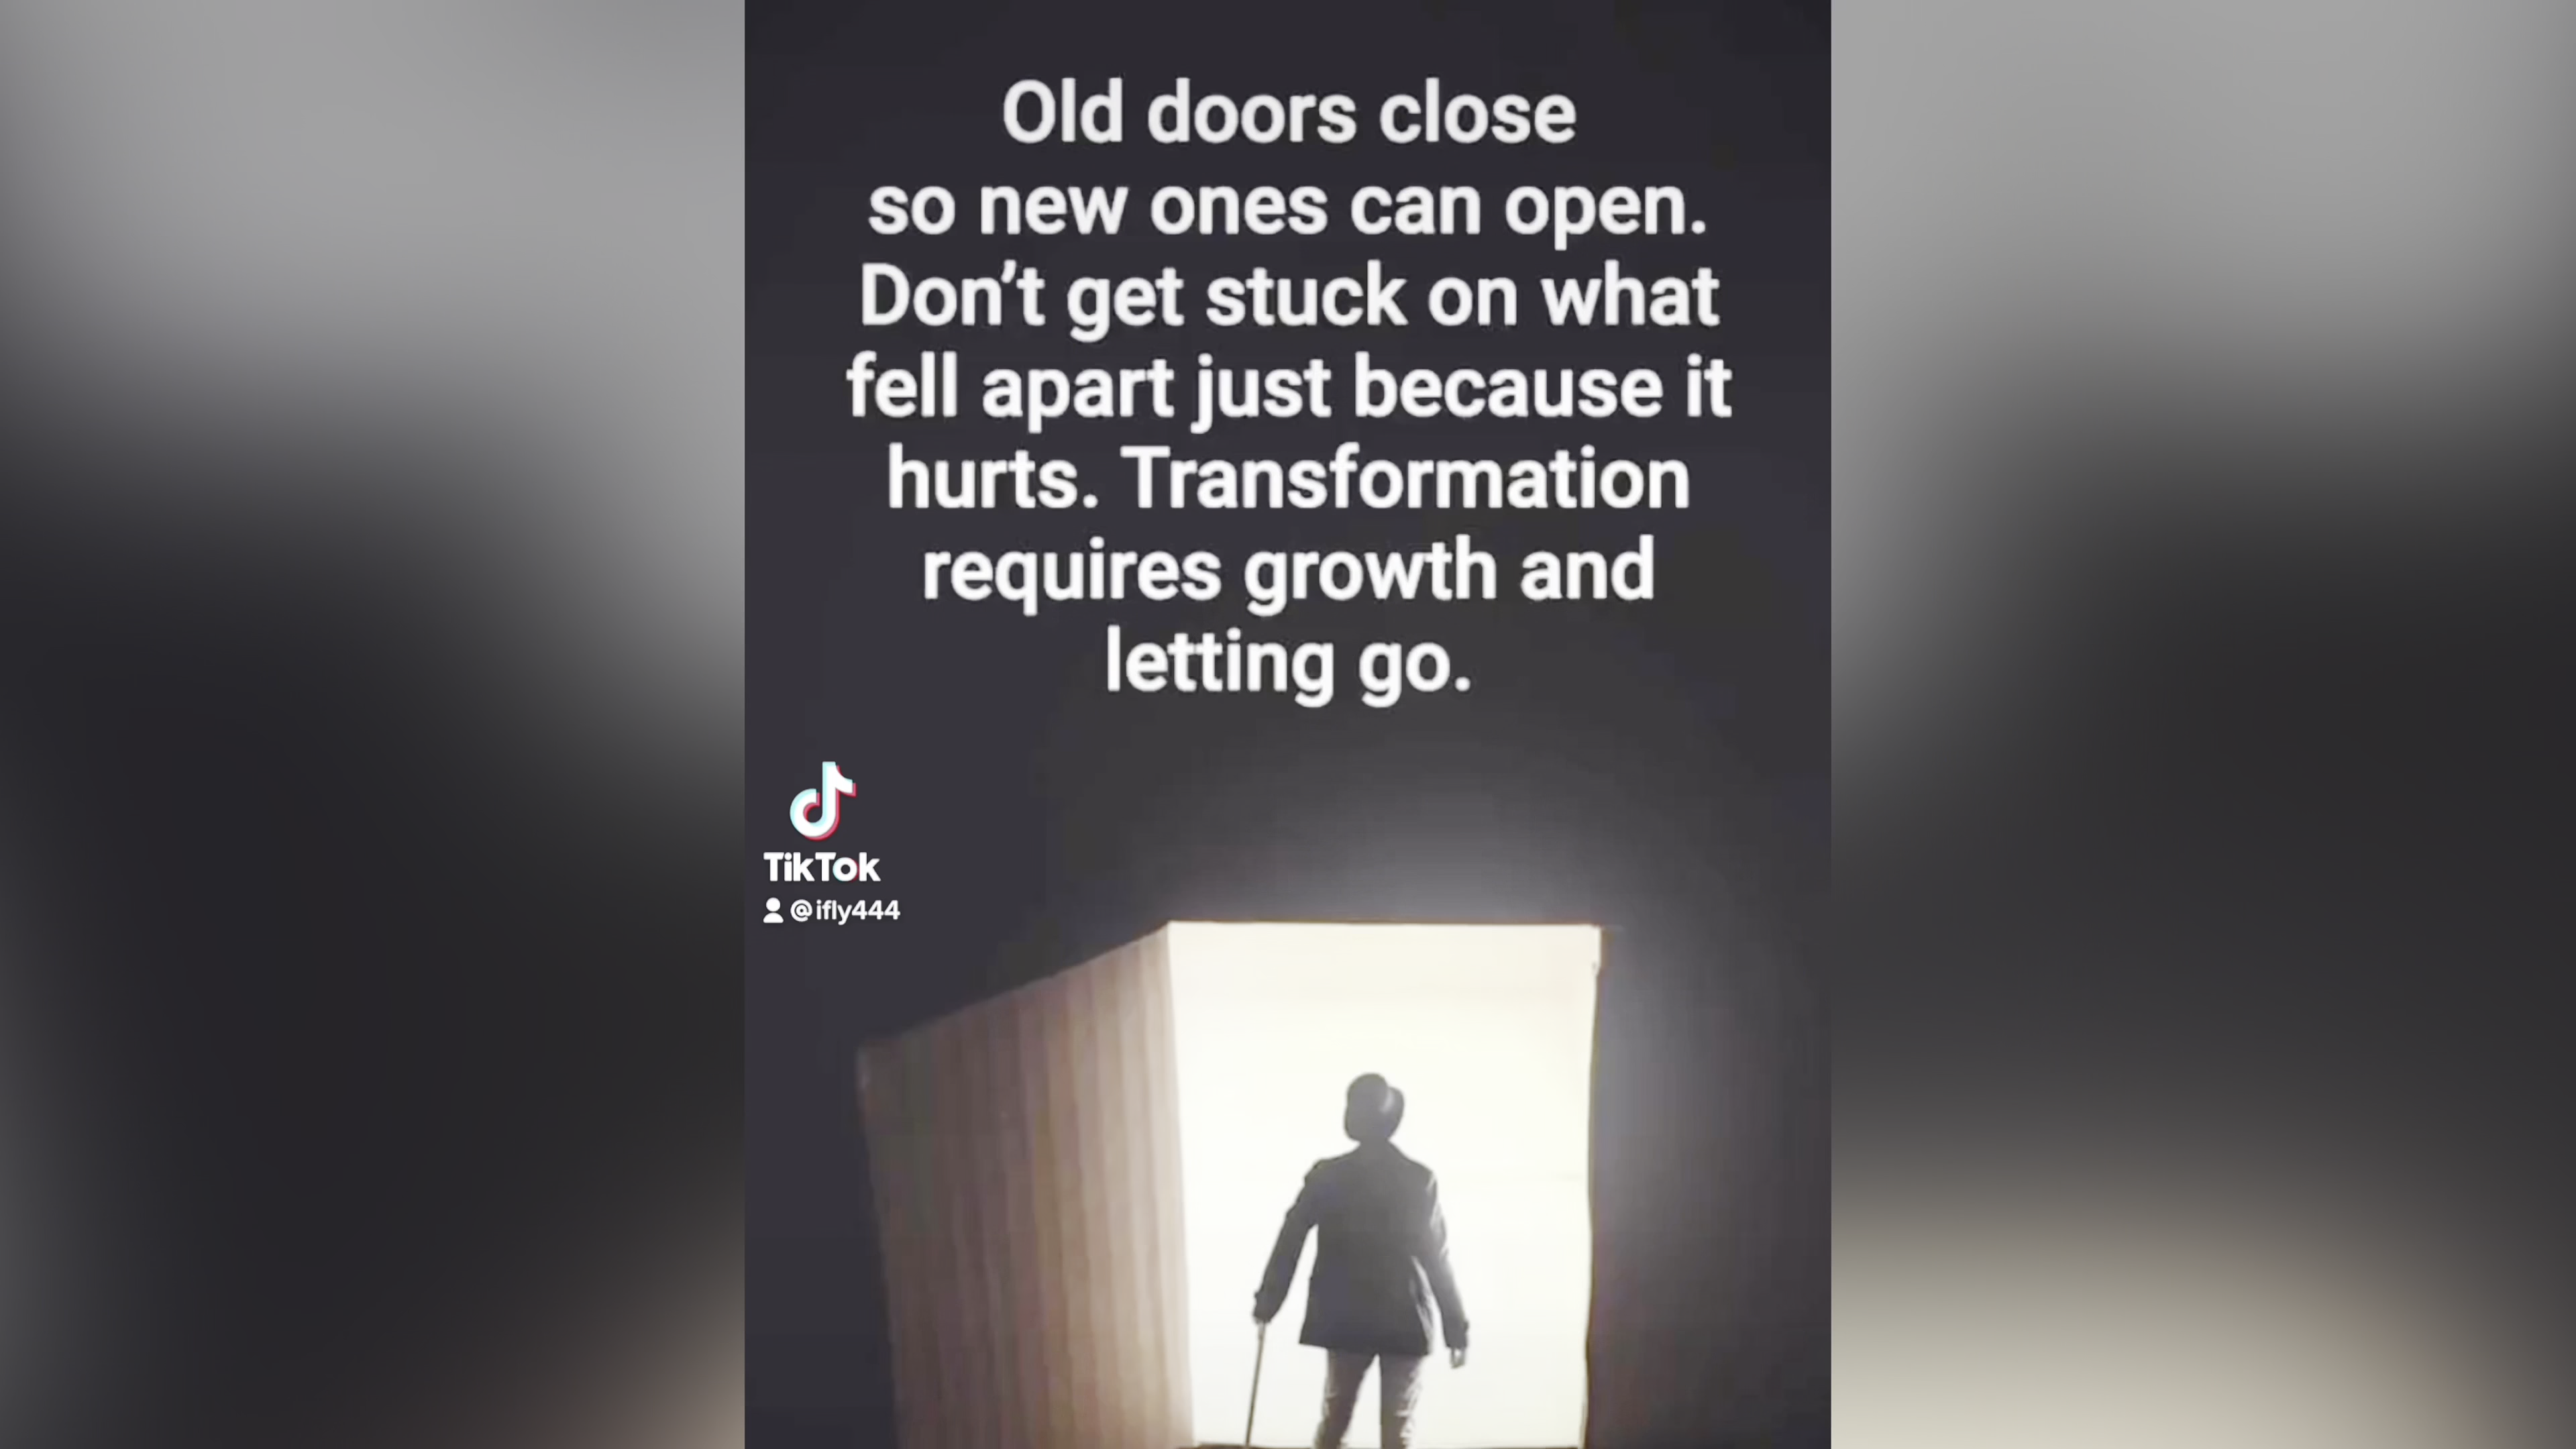 Old doors close
so new ones can open.
Don’t get stuck on what
fell apart just because it
hurts. Transformation
requires growth and
letting go.
TikTok
@ifly444